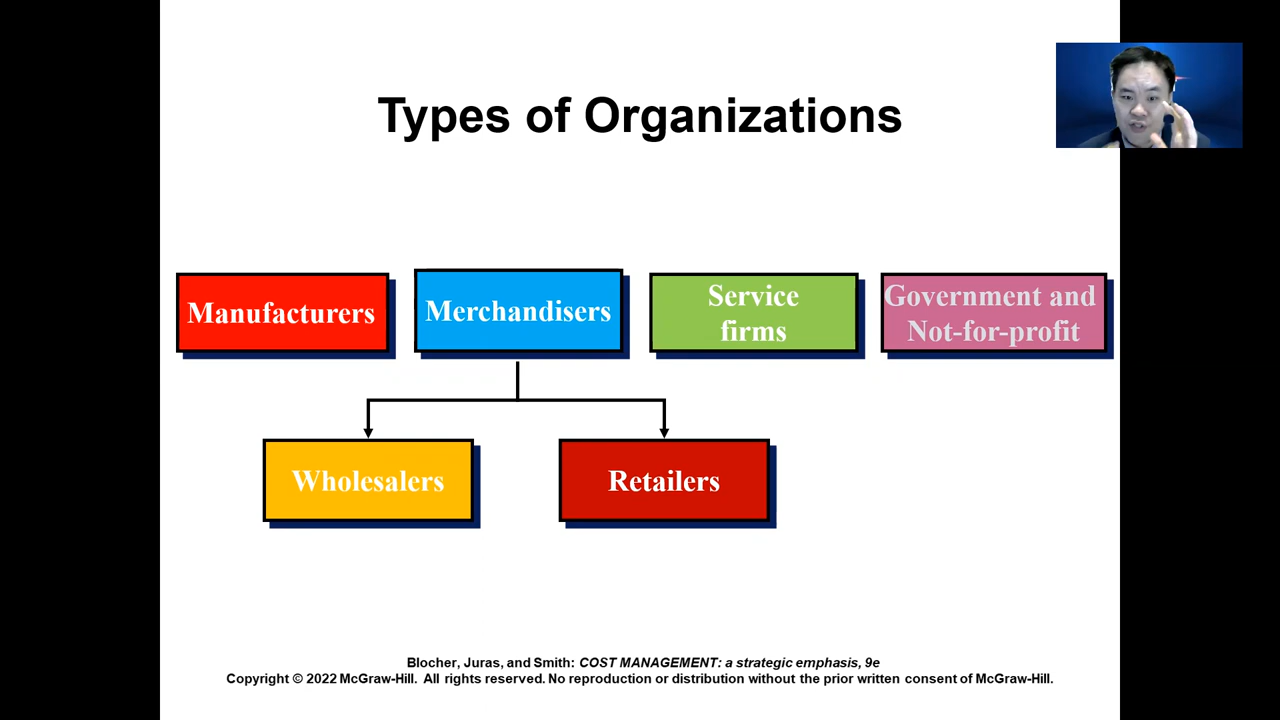 Types of Organizations
Manufacturers
Merchandisers
Service
firms
Government and
Not-for-profit
Wholesalers
Retailers
Blocher, Juras, and Smith: COST MANAGEMENT: a strategic emphasis, 9e
Copyright © 2022 McGraw-Hill. All rights reserved. No reproduction or distribution without the prior written consent of McGraw-Hill.